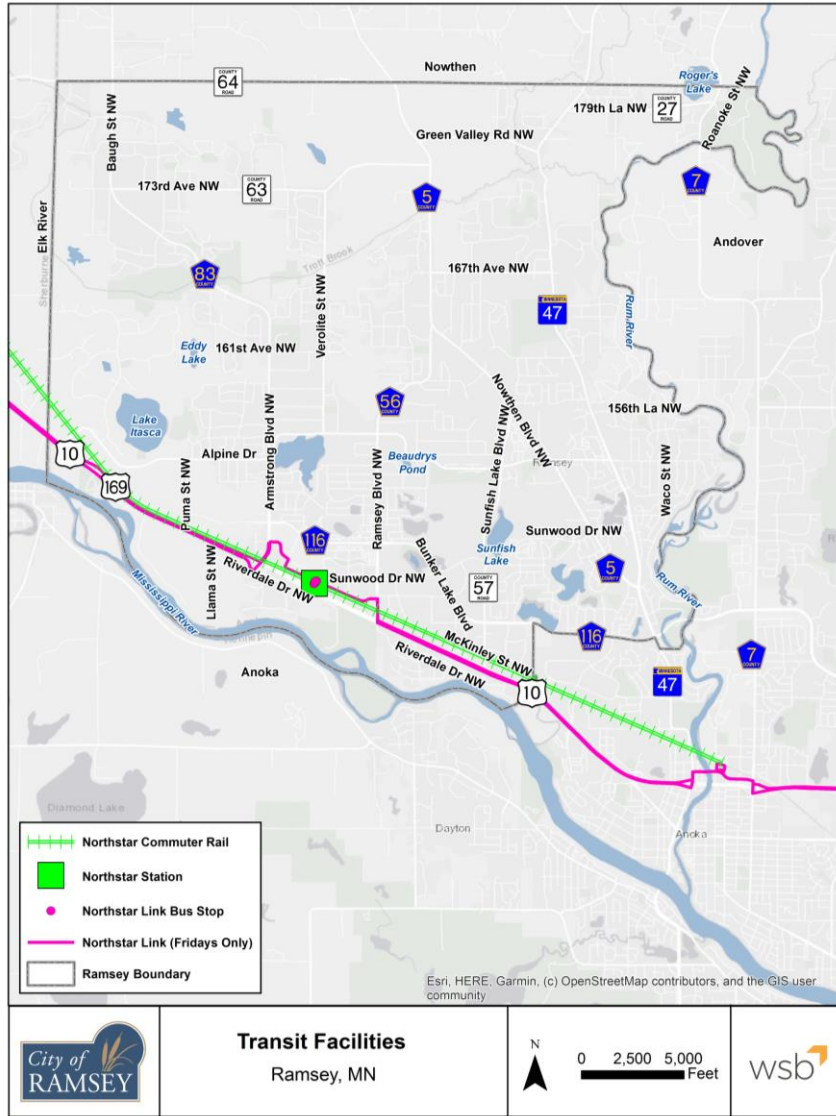 Nowthen
COUNTY
64
ROAD
Roger's
Lake
179th La NW
COUNTY
27
ROAD
Roanoke St NW
Baugh St NW
Green Valley Rd NW
173rd Ave NW
COUNTY
63
ROAD
5
COUNTY
7
COUNTY
Elk River
Sherburne
Andover
Trott Brook
83
COUNTY
167th Ave NW
Verolite St NW
MINNESOTA
47
Rum River
Eddy
Lake
161st Ave NW
56
COUNTY
Nowthen Blvd NW
156th La NW
Lake
Itasca
Armstrong Blvd NW
Sunfish Lake Blvd NW
10
169
Alpine Dr
Ramsey Blvd NW
Beaudrys
Pond
Ramsey
Waco St NW
Puma St NW
116
COUNTY
Sunfish
Lake
Sunwood Dr NW
Bunker Lake Blvd
5
COUNTY
Llama St NW
Riverdale Dr NW
Sunwood Dr NW
COUNTY
57
ROAD
Rum River
Mississippi River
Hennepin
Anoka
McKinley St NW
Riverdale Dr NW
116
COUNTY
7
COUNTY
10
MINNESOTA
47
Diamond Lake
Dayton
Anoka
Northstar Commuter Rail
Northstar Station
Northstar Link Bus Stop
Northstar Link (Fridays Only)
Ramsey Boundary
Esri, HERE, Garmin, (c) OpenStreetMap contributors, and the GIS user
community
City of
RAMSEY
Transit Facilities
Ramsey, MN
N
0 2,500 5,000
Feet
wsb